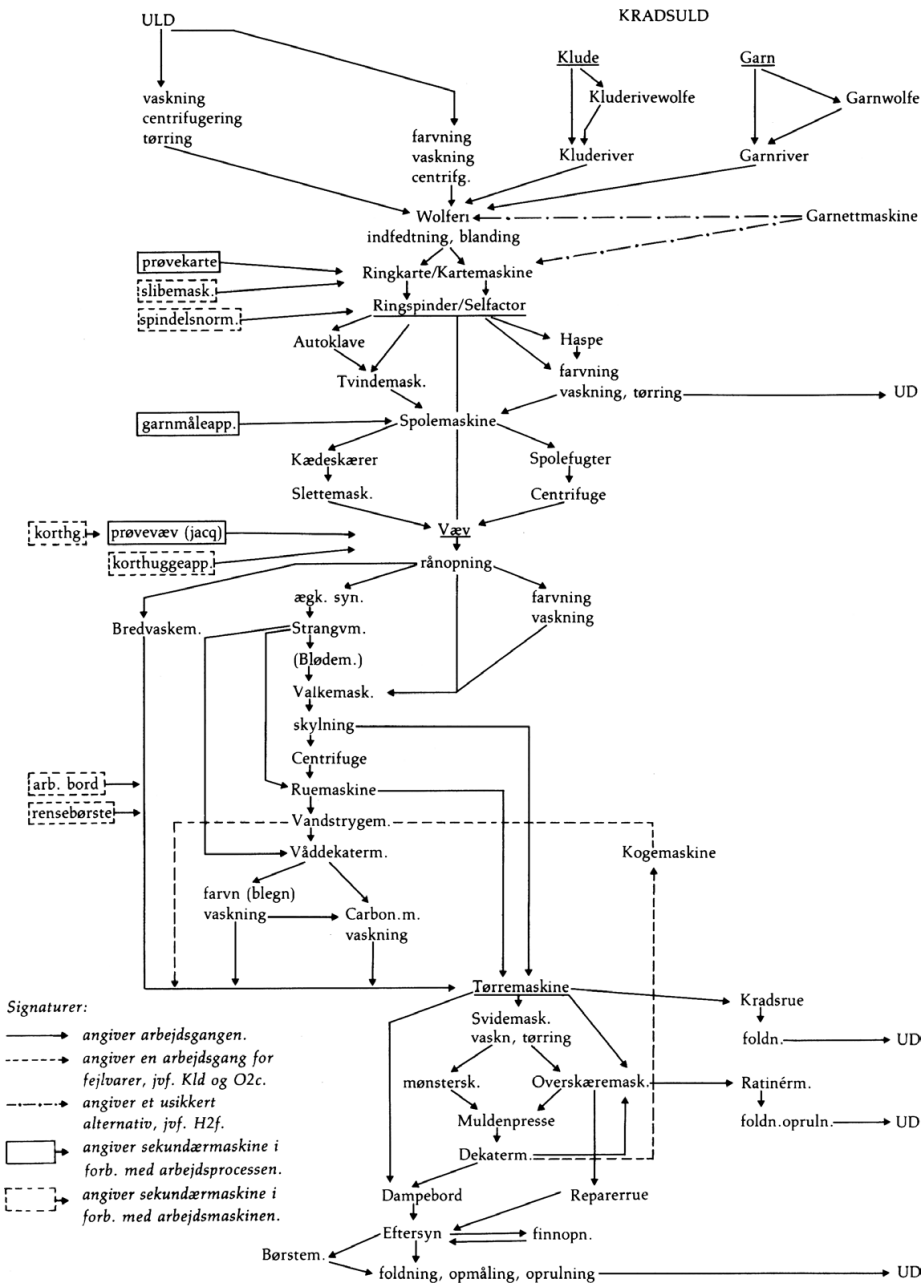 ULD
KRADSULD
Klude
Garn
Kluderivewolfe
Garnwolfe
vaskning
centrifugering
tørring
farvning
vaskning
centrifg.
Kluderiver
Garnriver
Wolferi
Garnettmaskine
indfedtning, blanding
prøvekarte
Ringkarte/Kartemaskine
slibemask.
Ringspinder/Selfactor
spindelsnorm.
Autoklave
Haspe
Tvindemask.
farvning
vaskning, tørring
UD
garnmåleapp.
Spolemaskine
Kædeskærer
Spolefugter
Slettemask.
Centrifuge
korthg.
prøvevæv (jacq)
Væv
korthuggeapp.
rånopning
ægk. syn.
farvning
vaskning
Bredvaskem.
Strangvm.
(Blødem.)
Valkemask.
skylning
Centrifuge
arb. bord
Ruemaskine
rensebørste
Vandstrygem.
Våddekaterm.
Kogemaskine
farvn (blegn)
vaskning
Carbon.m.
vaskning
Tørremaskine
Kradsrue
Svidemask.
vaskn, tørring
foldn.
UD
mønstersk.
Overskæremask.
Ratinérm.
Muldenpresse
foldn.opruln.
UD
Dekaterm.
Dampebord
Reparerrue
Eftersyn
finnopn.
Børstem.
foldning, opmåling, oprulning
UD
Signaturer:
angiver arbejdsgangen.
angiver en arbejdsgang for
fejlvarer, jvf. Kld og O2c.
angiver et usikkert
alternativ, jvf. H2f.
angiver sekundærmaskine i
forb. med arbejdsprocessen.
angiver sekundærmaskine i
forb. med arbejdsmaskinen.